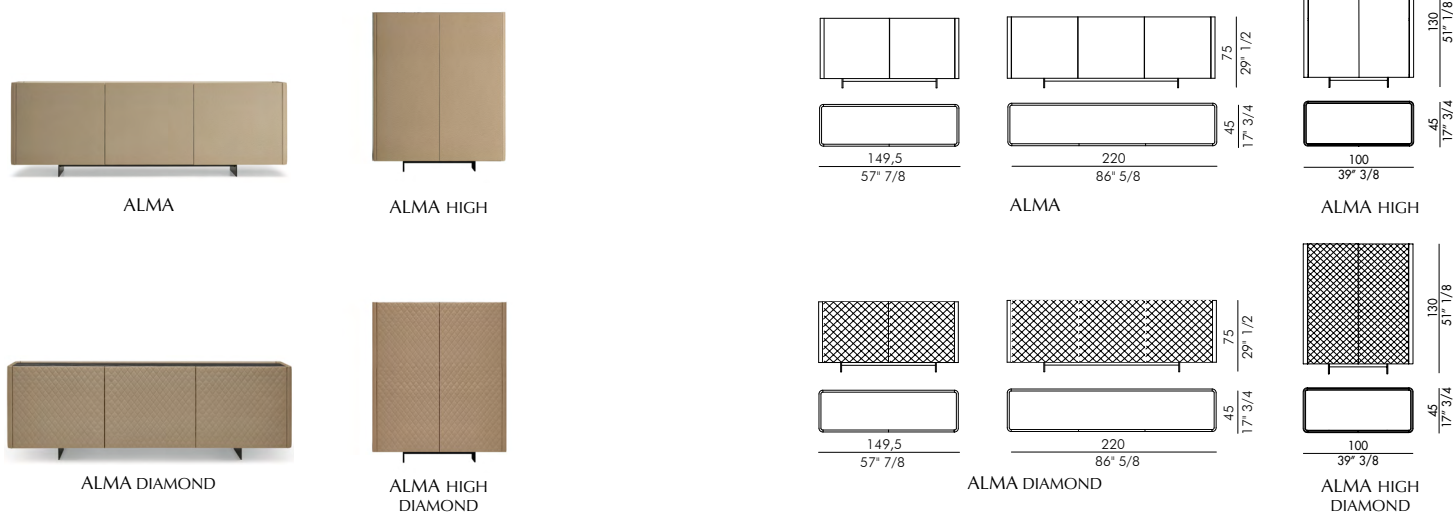 130
51" 1/8
75
29" 1/2
45
17" 3/4
45
17" 3/4
149,5
57" 7/8
220
86" 5/8
100
39" 3/8
ALMA
ALMA HIGH
ALMA
ALMA HIGH
130
51" 1/8
75
29" 1/2
45
17" 3/4
45
17" 3/4
149,5
57" 7/8
220
86" 5/8
100
39" 3/8
ALMA DIAMOND
ALMA HIGH
DIAMOND
ALMA DIAMOND
ALMA HIGH
DIAMOND